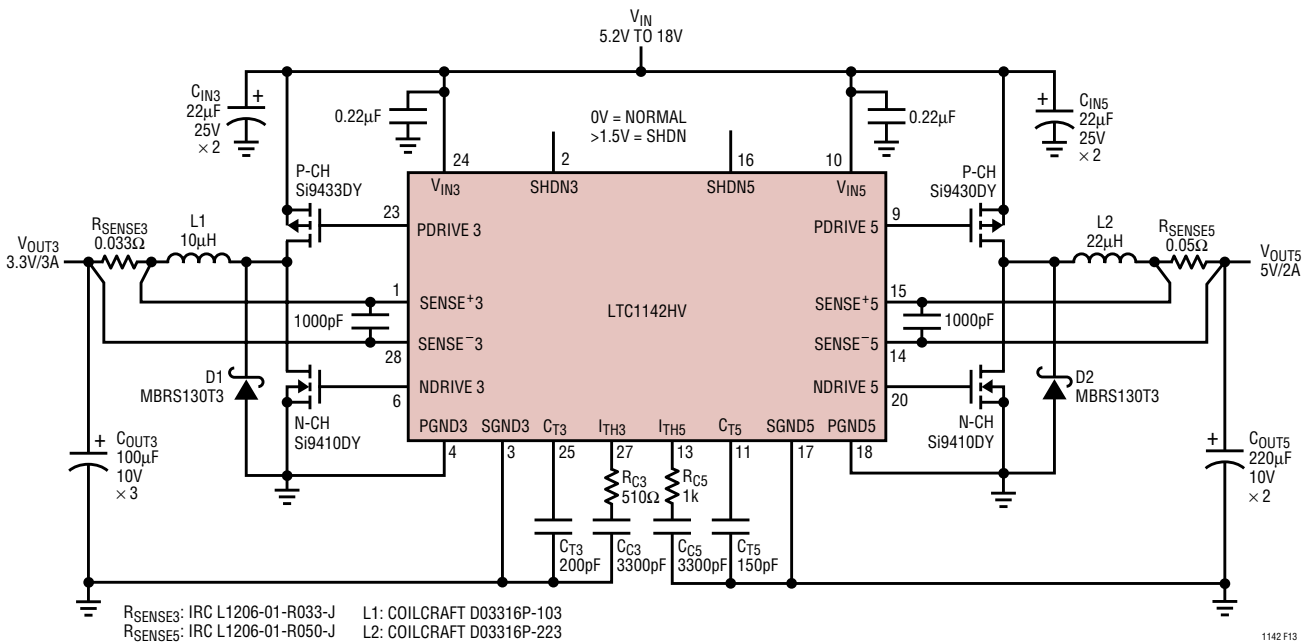 VIN
5.2V TO 18V
CIN3
22µF
25V
× 2
+
0.22µF
0V = NORMAL
>1.5V = SHDN
0.22µF
+
CIN5
22µF
25V
× 2
24
2
16
10
P-CH
Si9433DY
VIN3
SHDN3
SHDN5
VIN5
P-CH
Si9430DY
23
PDRIVE 3
PDRIVE 5
9
VOUT3
3.3V/3A
RSENSE3
0.033Ω
L1
10µH
L2
22µH
RSENSE5
0.05Ω
VOUT5
5V/2A
1
SENSE+3
SENSE+5
15
1000pF
LTC1142HV
1000pF
SENSE–3
28
SENSE–5
14
D1
MBRS130T3
NDRIVE 3
6
NDRIVE 5
20
D2
MBRS130T3
N-CH
Si9410DY
N-CH
Si9410DY
PGND3
SGND3
CT3
ITH3
ITH5
CT5
SGND5
PGND5
4
3
25
27
13
11
17
18
+
COUT3
100µF
10V
× 3
RC3
510Ω
RC5
1k
+
COUT5
220µF
10V
× 2
CT3
200pF
CC3
3300pF
CC5
3300pF
CT5
150pF
RSENSE3: IRC L1206-01-R033-J L1: COILCRAFT D03316P-103
RSENSE5: IRC L1206-01-R050-J L2: COILCRAFT D03316P-223
1142 F13